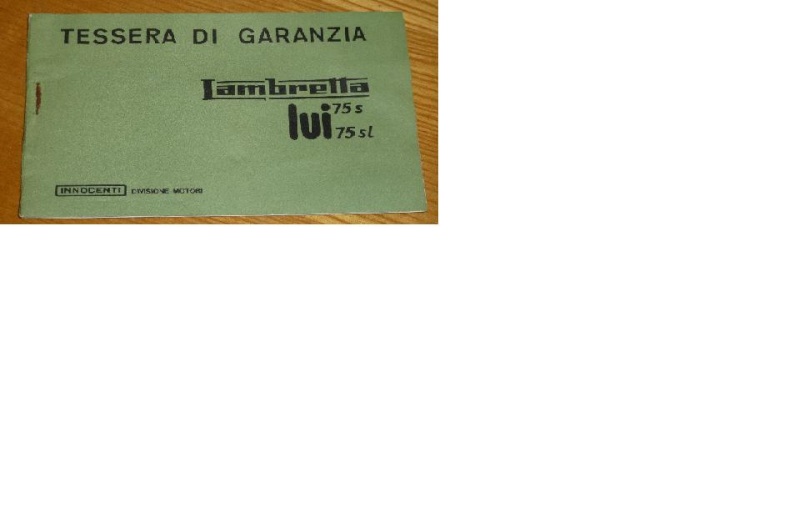 TESSERA DI GARANZIA
Lambretta
lui 75 s
75 sl
INNOCENTI DIVISIONE MOTORI